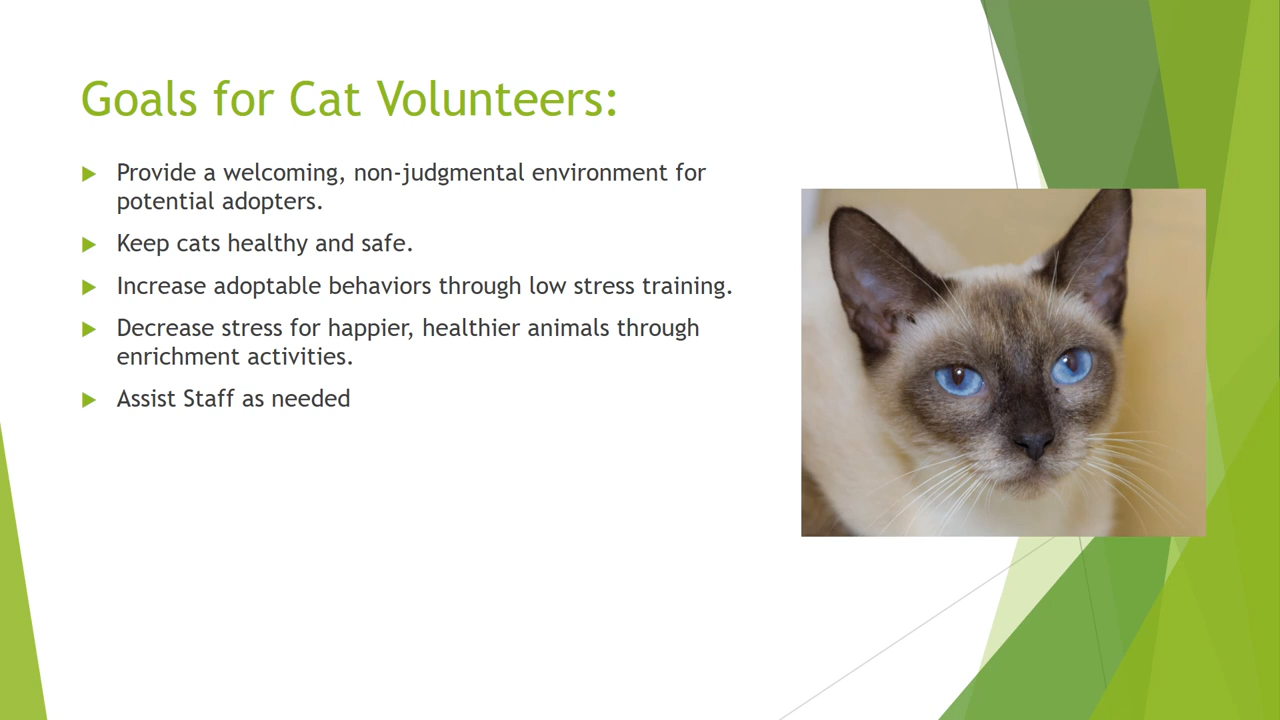 Goals for Cat Volunteers:
Provide a welcoming, non-judgmental environment for
potential adopters.
Keep cats healthy and safe.
Increase adoptable behaviors through low stress training.
Decrease stress for happier, healthier animals through
enrichment activities.
Assist Staff as needed